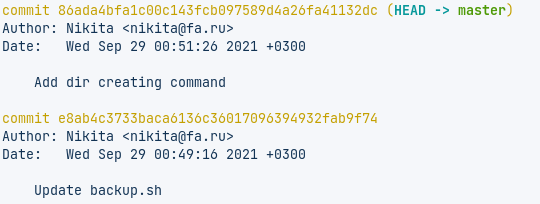 commit 86ada4bfa1c00c143fcb097589d4a26fa41132dc (HEAD -> master)
Author: Nikita <nikita@fa.ru>
Date:   Wed Sep 29 00:51:26 2021 +0300
    Add dir creating command
commit e8ab4c3733baca6136c36017096394932fab9f74
Author: Nikita <nikita@fa.ru>
Date:   Wed Sep 29 00:49:16 2021 +0300
    Update backup.sh